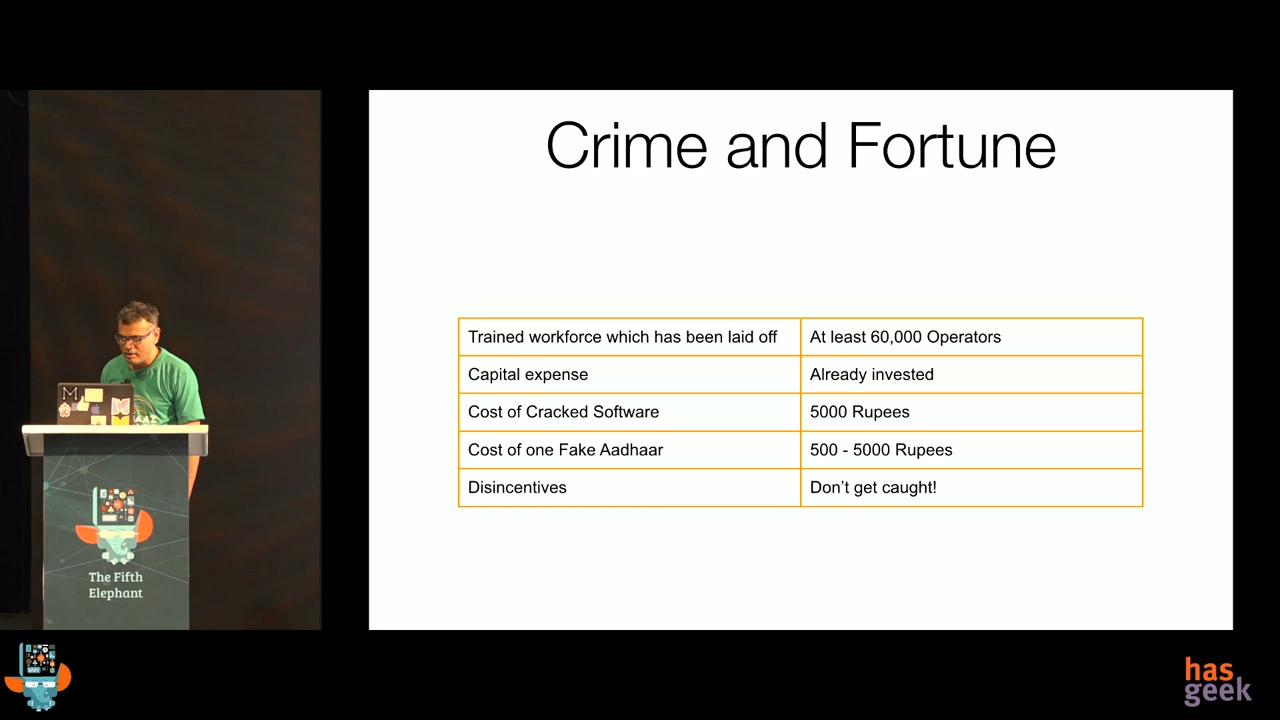 Crime and Fortune
Trained workforce which has been laid off
At least 60,000 Operators
Capital expense
Already invested
Cost of Cracked Software
5000 Rupees
Cost of one Fake Aadhaar
500 - 5000 Rupees
Disincentives
Don’t get caught!
M
The Fifth
Elephant
has
geek